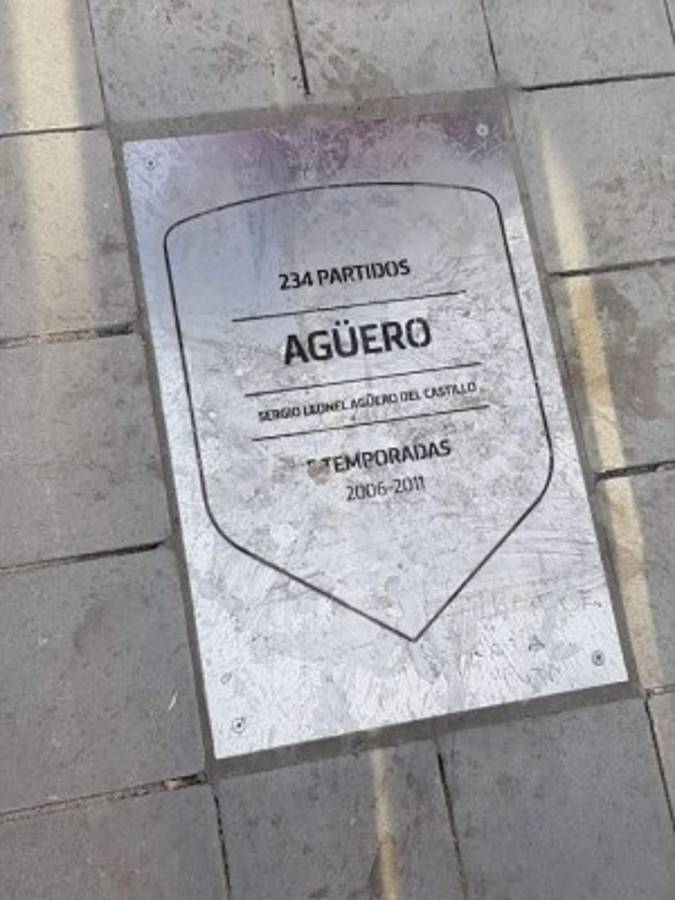 234 PARTIDOS
AGÜERO
SERGIO LEONEL AGÜERO DEL CASTILLO
TEMPORADAS
2006-2011